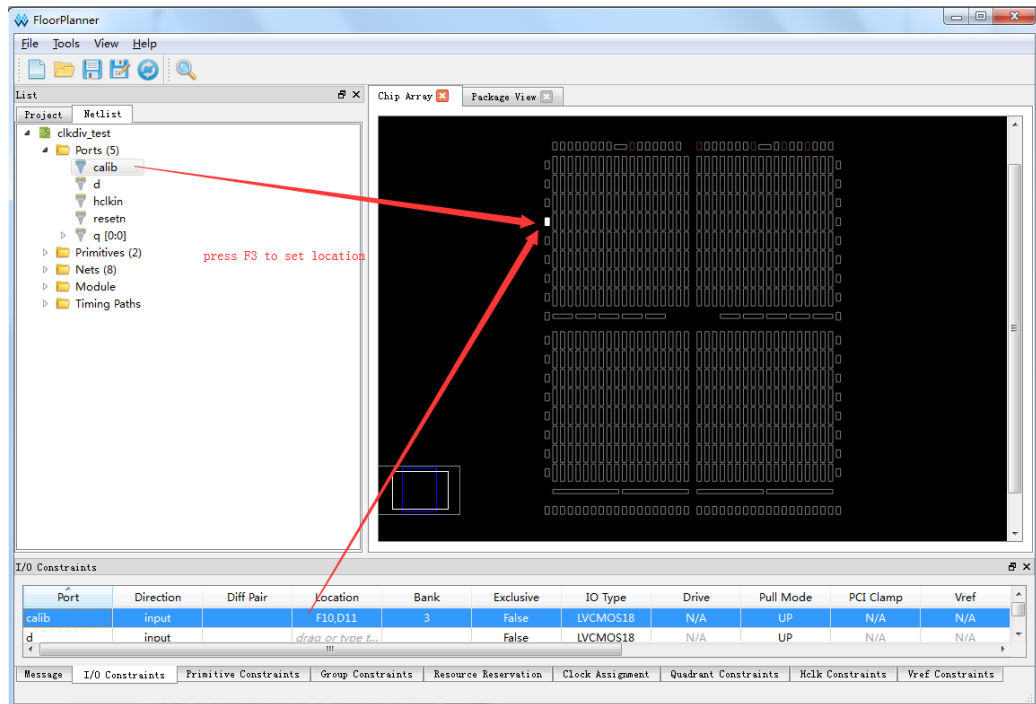 FloorPlanner
File Tools View Help
List
Chip Array Package View
Project Netlist
clkdiv_test
Ports (5)
calib
d
hclkin
resetn
q [0:0]
Primitives (2)
Nets (8)
Module
Timing Paths
press F3 to set location
I/O Constraints
Port Direction Diff Pair Location Bank Exclusive IO Type Drive Pull Mode PCI Clamp Vref
calib input F10,D11 3 False LVCMOS18 N/A UP N/A N/A
d input drag or type t... False LVCMOS18 N/A UP N/A N/A
Message I/O Constraints Primitive Constraints Group Constraints Resource Reservation Clock Assignment Quadrant Constraints Hclk Constraints Vref Constraints